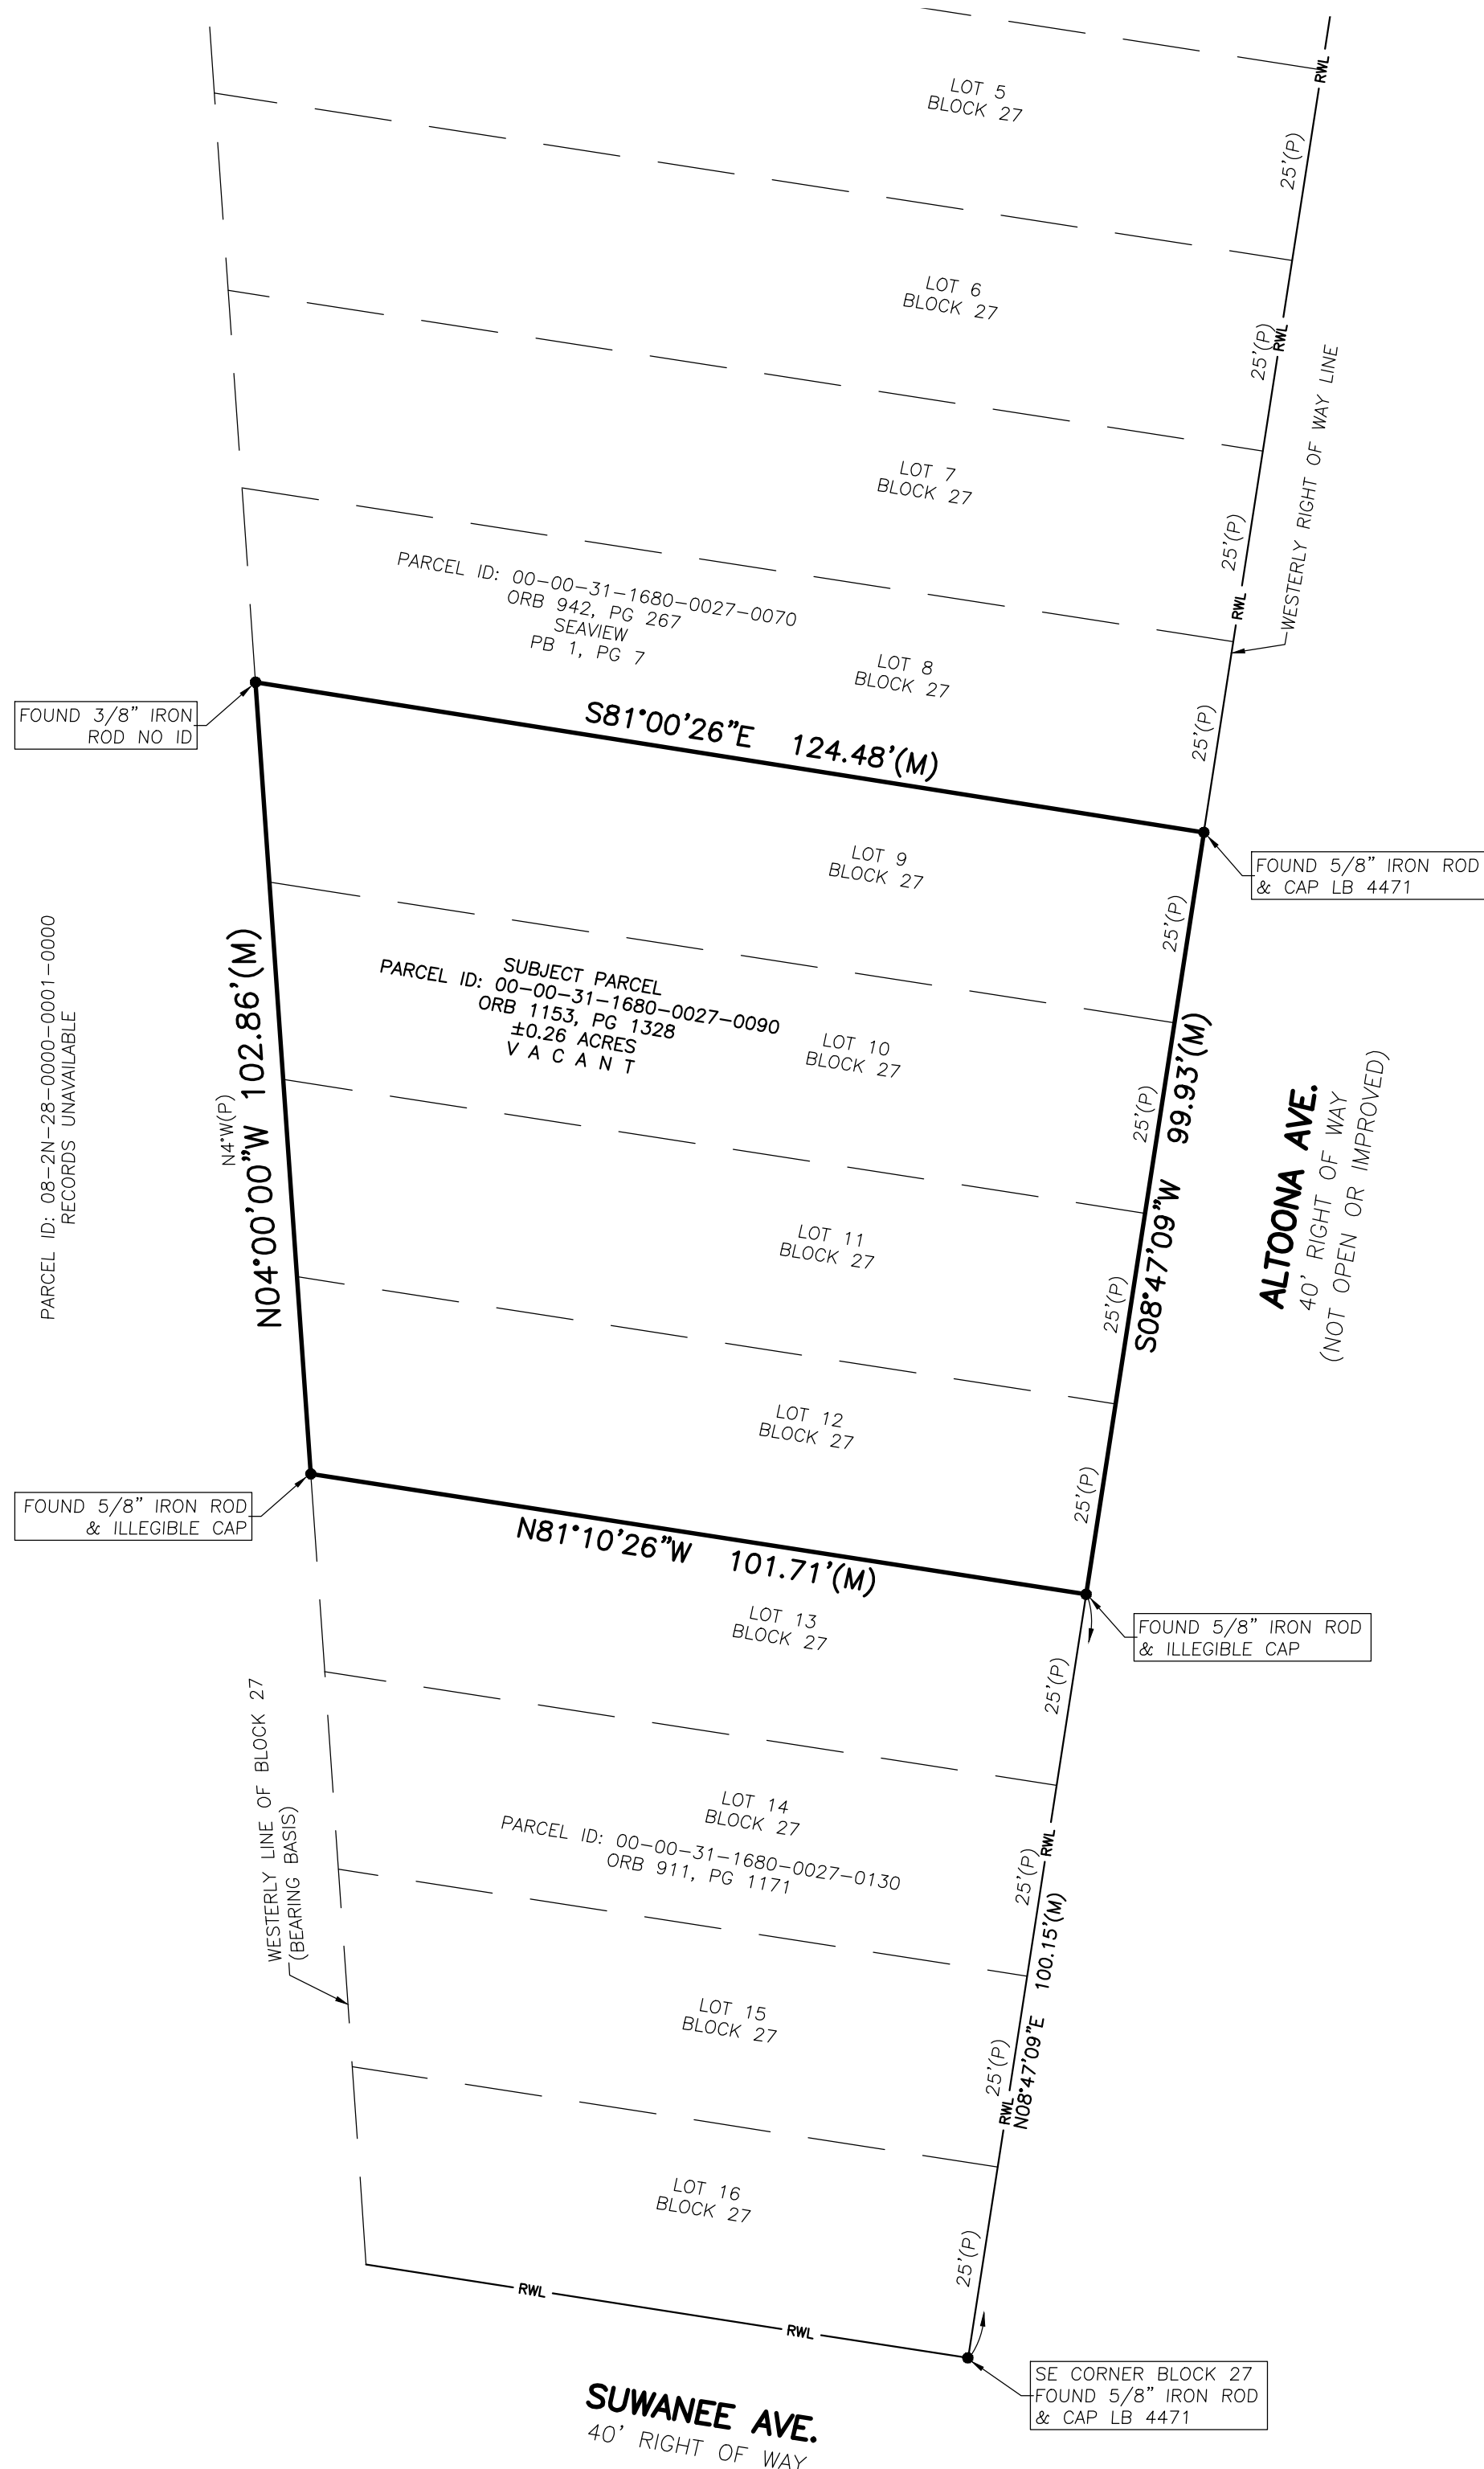 LOT 5
BLOCK 27
RWL
25'(P)
LOT 6
BLOCK 27
25'(P)
RWL
WESTERLY RIGHT OF WAY LINE
LOT 7
BLOCK 27
25'(P)
RWL
PARCEL ID: 00-00-31-1680-0027-0070
ORB 942, PG 267
SEAVIEW
PB 1, PG 7
LOT 8
BLOCK 27
25'(P)
FOUND 3/8" IRON
ROD NO ID
S81°00'26"E 124.48'(M)
FOUND 5/8" IRON ROD
& CAP LB 4471
LOT 9
BLOCK 27
25'(P)
PARCEL ID: 08-2N-28-0000-0001-0000
RECORDS UNAVAILABLE
N4°W(P)
N04°00'00"W 102.86'(M)
SUBJECT PARCEL
PARCEL ID: 00-00-31-1680-0027-0090
ORB 1153, PG 1328
±0.26 ACRES
V A C A N T
LOT 10
BLOCK 27
25'(P)
S08°47'09"W 99.93'(M)
ALTOONA AVE.
40' RIGHT OF WAY
(NOT OPEN OR IMPROVED)
LOT 11
BLOCK 27
25'(P)
LOT 12
BLOCK 27
25'(P)
FOUND 5/8" IRON ROD
& ILLEGIBLE CAP
N81°10'26"W 101.71'(M)
FOUND 5/8" IRON ROD
& ILLEGIBLE CAP
LOT 13
BLOCK 27
25'(P)
WESTERLY LINE OF BLOCK 27
(BEARING BASIS)
LOT 14
BLOCK 27
PARCEL ID: 00-00-31-1680-0027-0130
ORB 911, PG 1171
25'(P)
RWL
N08°47'09"E 100.15'(M)
LOT 15
BLOCK 27
25'(P)
RWL
LOT 16
BLOCK 27
25'(P)
RWL
RWL
SE CORNER BLOCK 27
FOUND 5/8" IRON ROD
& CAP LB 4471
SUWANEE AVE.
40' RIGHT OF WAY